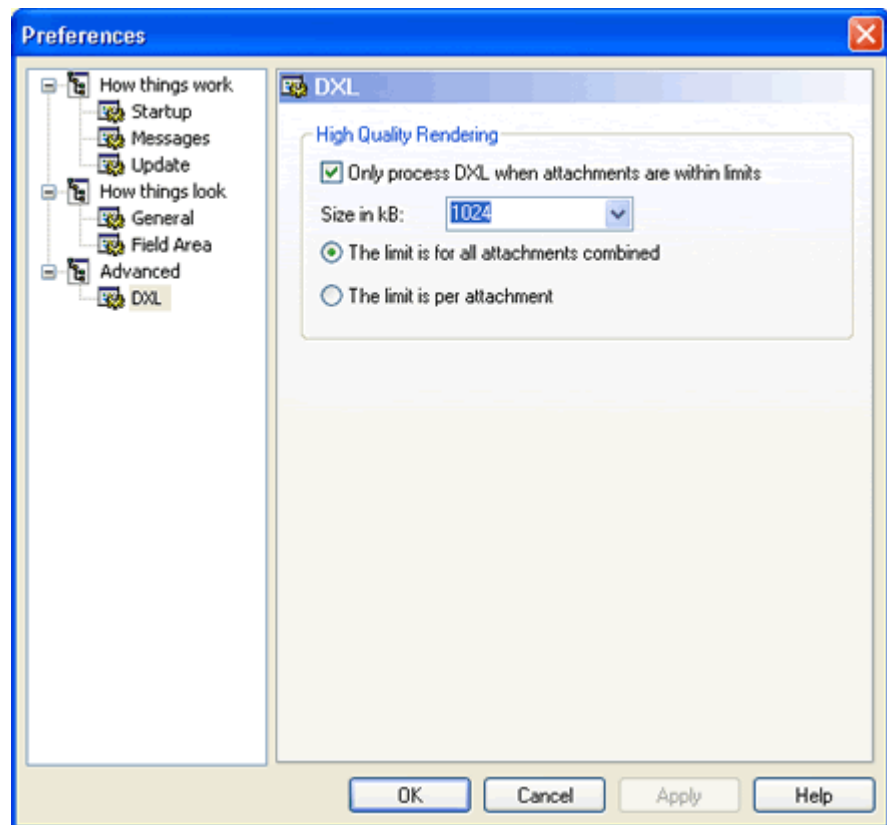 Preferences
How things work
Startup
Messages
Update
How things look
General
Field Area
Advanced
DXL
DXL
High Quality Rendering
Only process DXL when attachments are within limits
Size in kB: 1024
The limit is for all attachments combined
The limit is per attachment
OK Cancel Apply Help